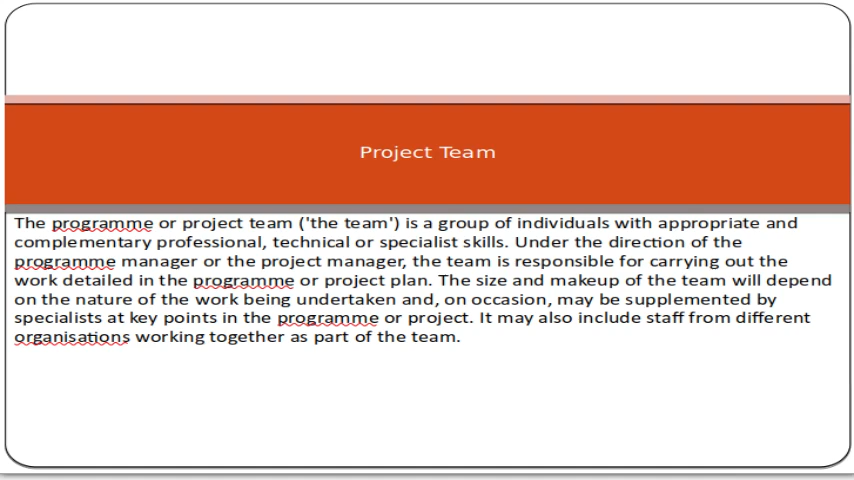 Project Team
The programme or project team ('the team') is a group of individuals with appropriate and
complementary professional, technical or specialist skills. Under the direction of the
programme manager or the project manager, the team is responsible for carrying out the
work detailed in the programme or project plan. The size and makeup of the team will depend
on the nature of the work being undertaken and, on occasion, may be supplemented by
specialists at key points in the programme or project. It may also include staff from different
organisations working together as part of the team.